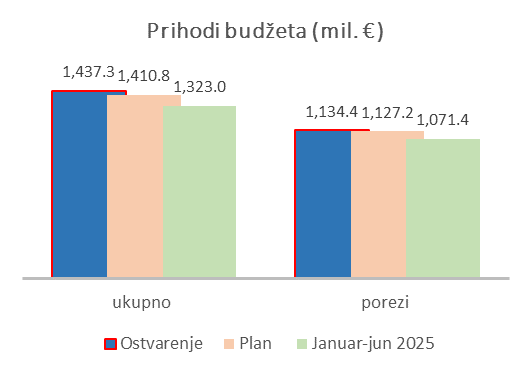 Prihodi budžeta (mil. €)
1,437.3 1,410.8 1,323.0
1,134.4 1,127.2 1,071.4
ukupno porezi
Ostvarenje Plan Januar-jun 2025